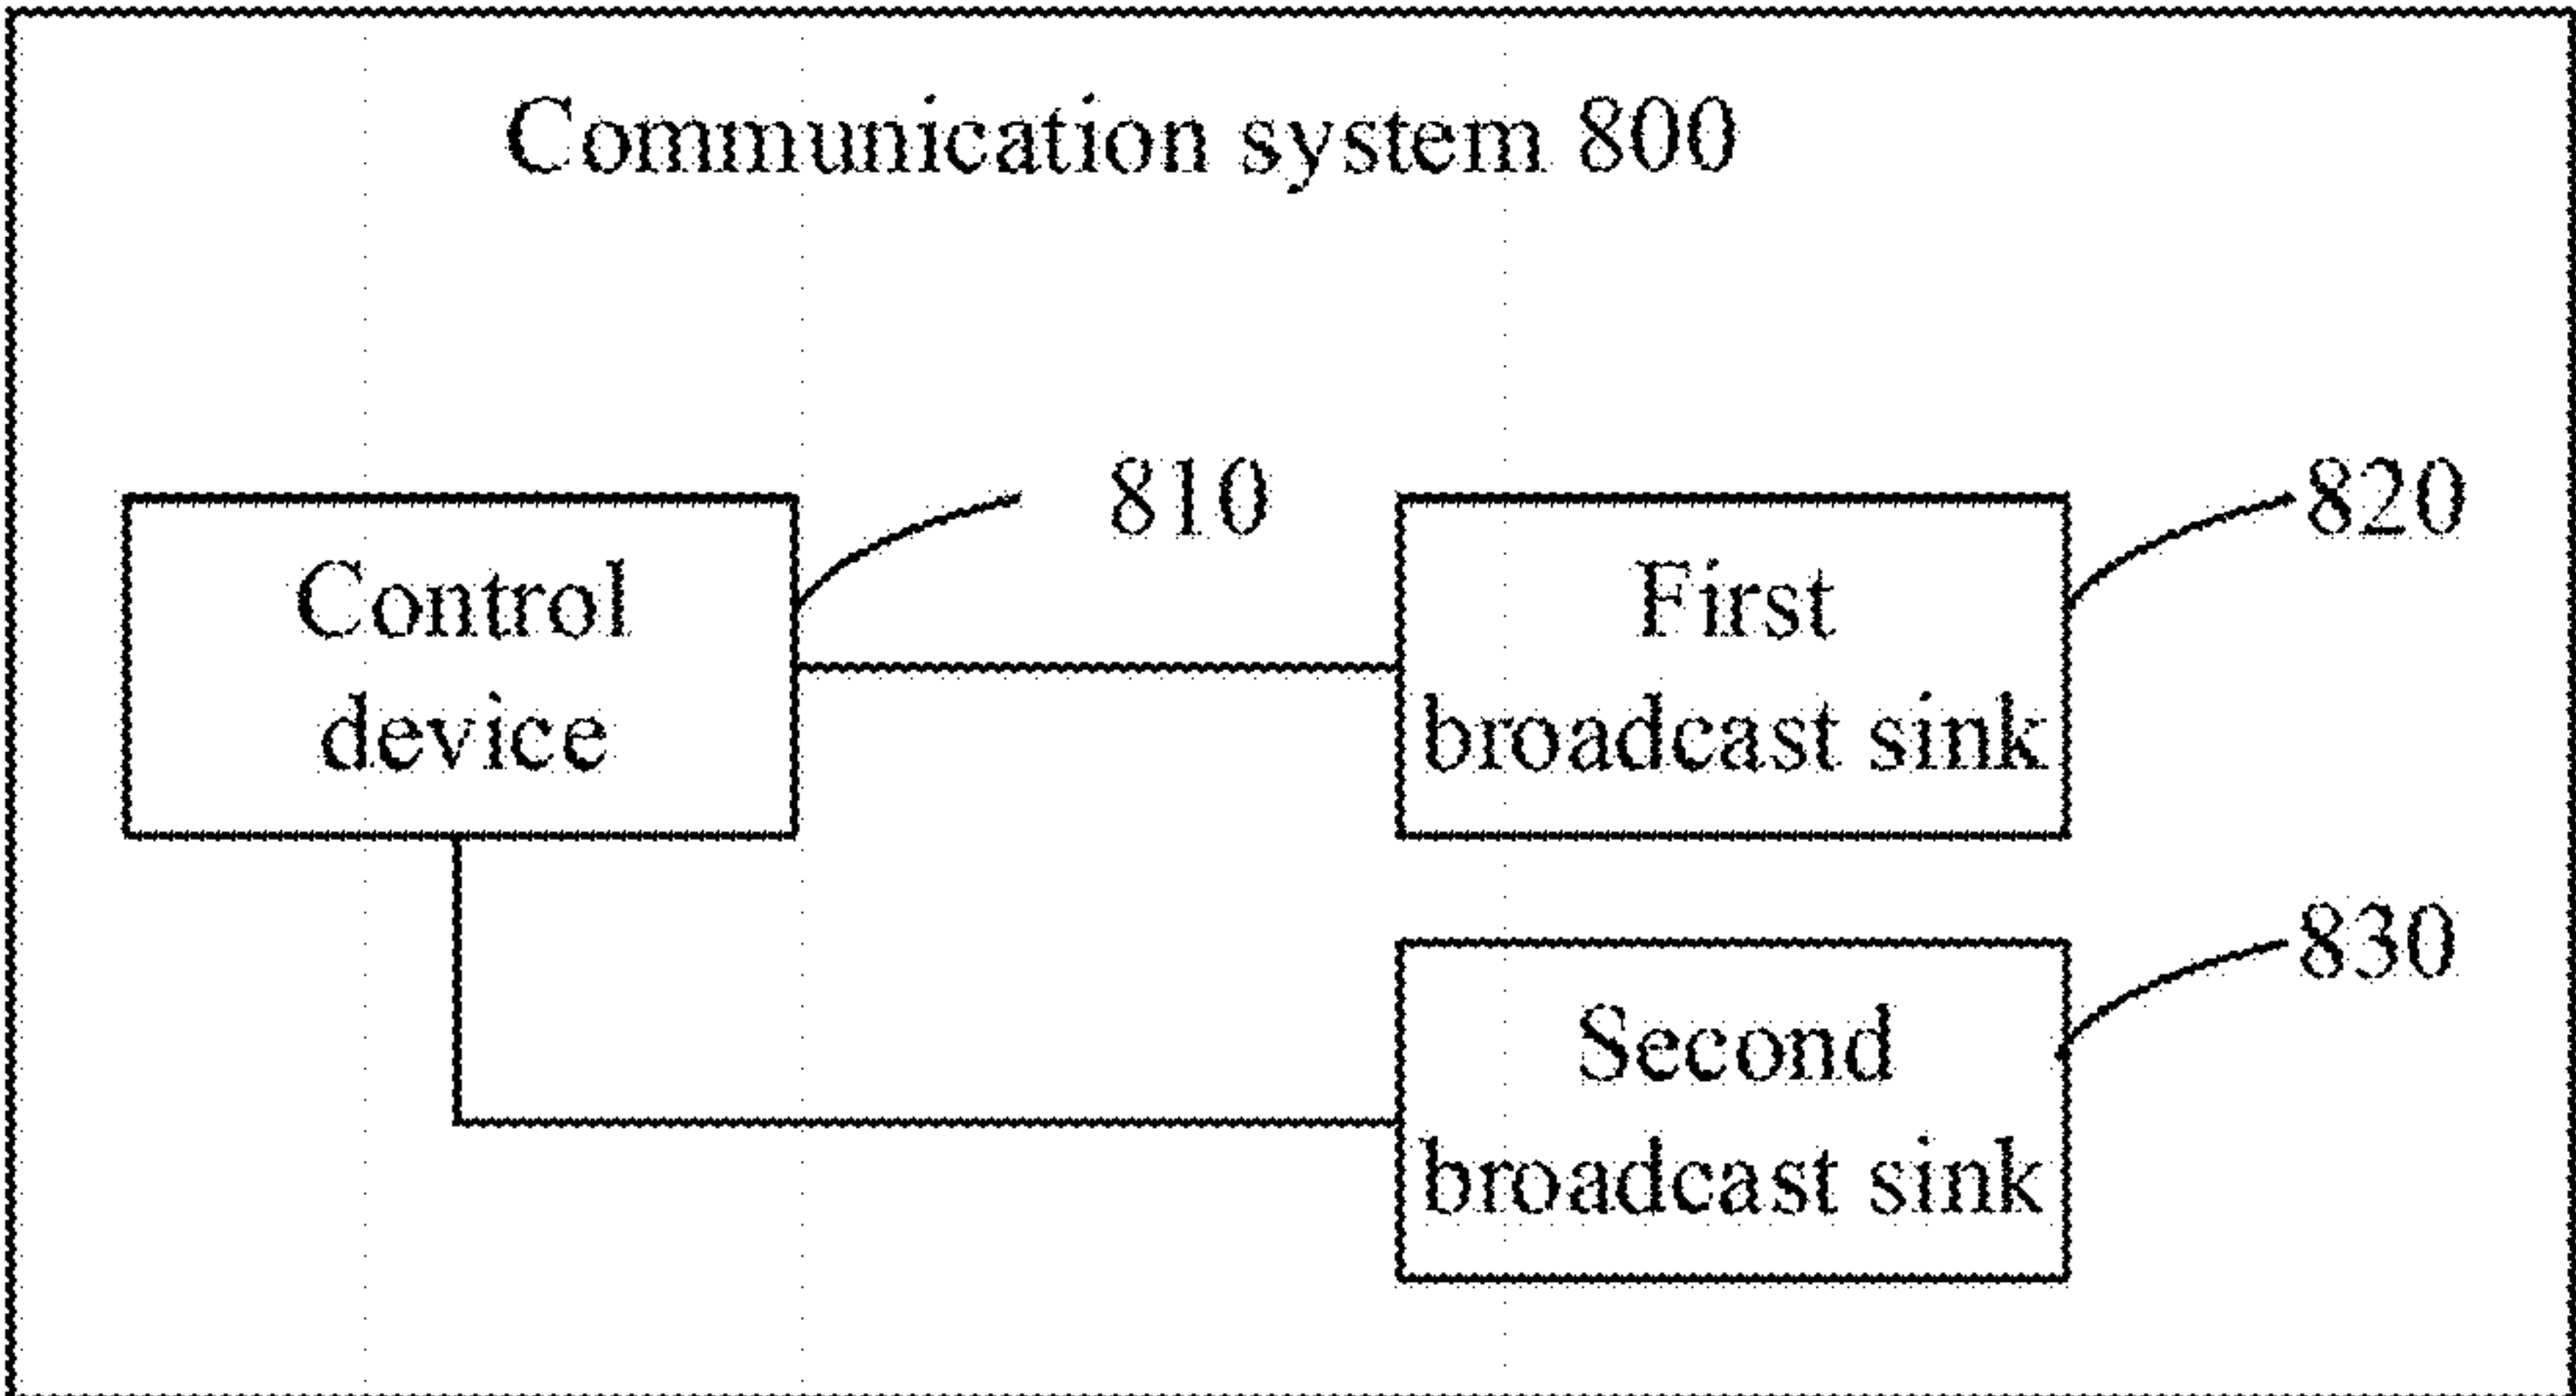 Communication system 800
810
820
Control
device
First
broadcast sink
830
Second
broadcast sink